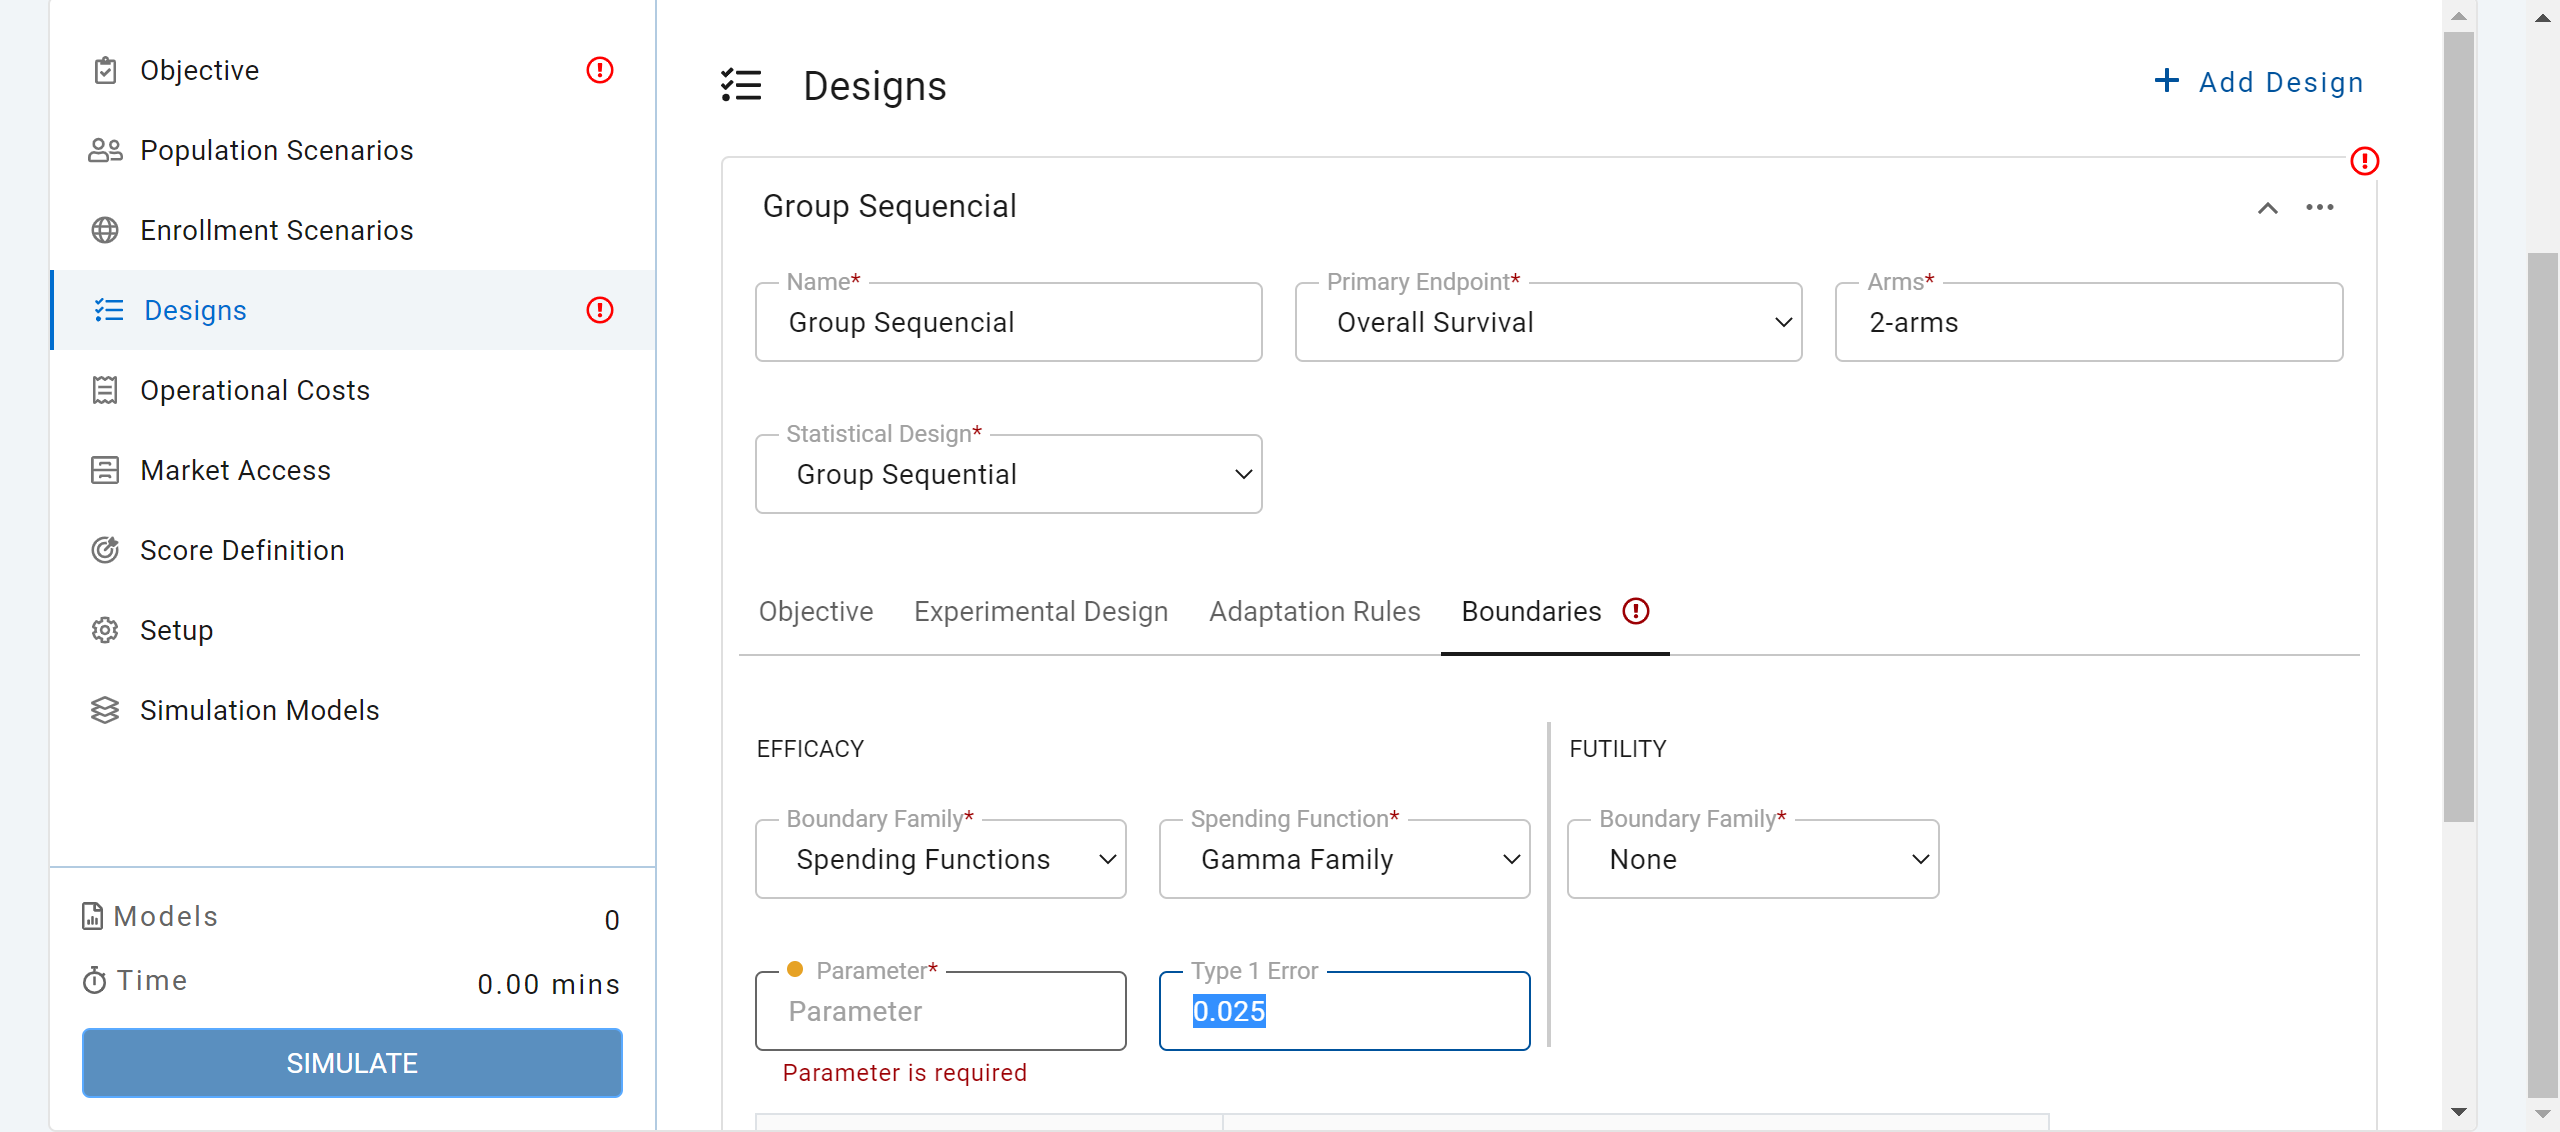 Objective
Population Scenarios
Enrollment Scenarios
Designs
Operational Costs
Market Access
Score Definition
Setup
Simulation Models
Models 0
Time 0.00 mins
SIMULATE
Designs
+ Add Design
Group Sequencial
Name* Primary Endpoint* Arms*
Group Sequencial Overall Survival 2-arms
Statistical Design*
Group Sequential
Objective Experimental Design Adaptation Rules Boundaries
EFFICACY FUTILITY
Boundary Family* Spending Function* Boundary Family*
Spending Functions Gamma Family None
Parameter* Type 1 Error
Parameter 0.025
Parameter is required